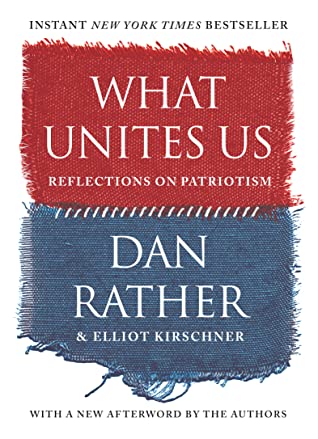 INSTANT NEW YORK TIMES BESTSELLER
WHAT
UNITES US
REFLECTIONS ON PATRIOTISM
DAN
RATHER
& ELLIOT KIRSCHNER
WITH A NEW AFTERWORD BY THE AUTHORS